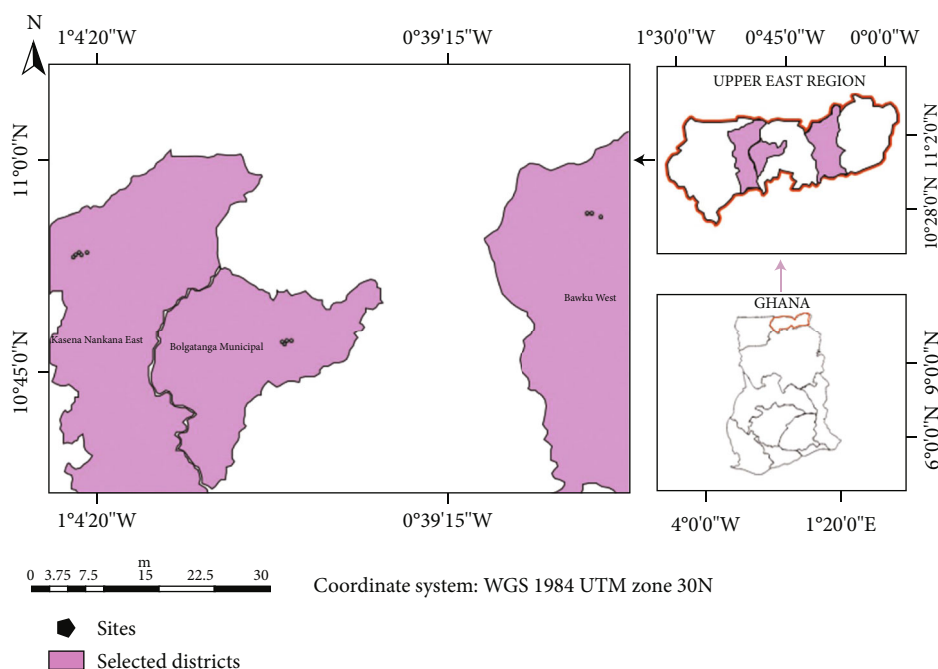 N
1°4'20"W 0°39'15"W
11°0'0"N
10°45'0"N
Kasena Nankana East
Bolgatanga Municipal
Bawku West
1°4'20"W 0°39'15"W
1°30'0"W 0°45'0"W 0°0'0"W
UPPER EAST REGION
11°2'0"N
10°28'0"N
GHANA
9°0'0"N
6°0'0"N
4°0'0"W 1°20'0"E
m
0 3.75 7.5 15 22.5 30
Coordinate system: WGS 1984 UTM zone 30N
Sites
Selected districts